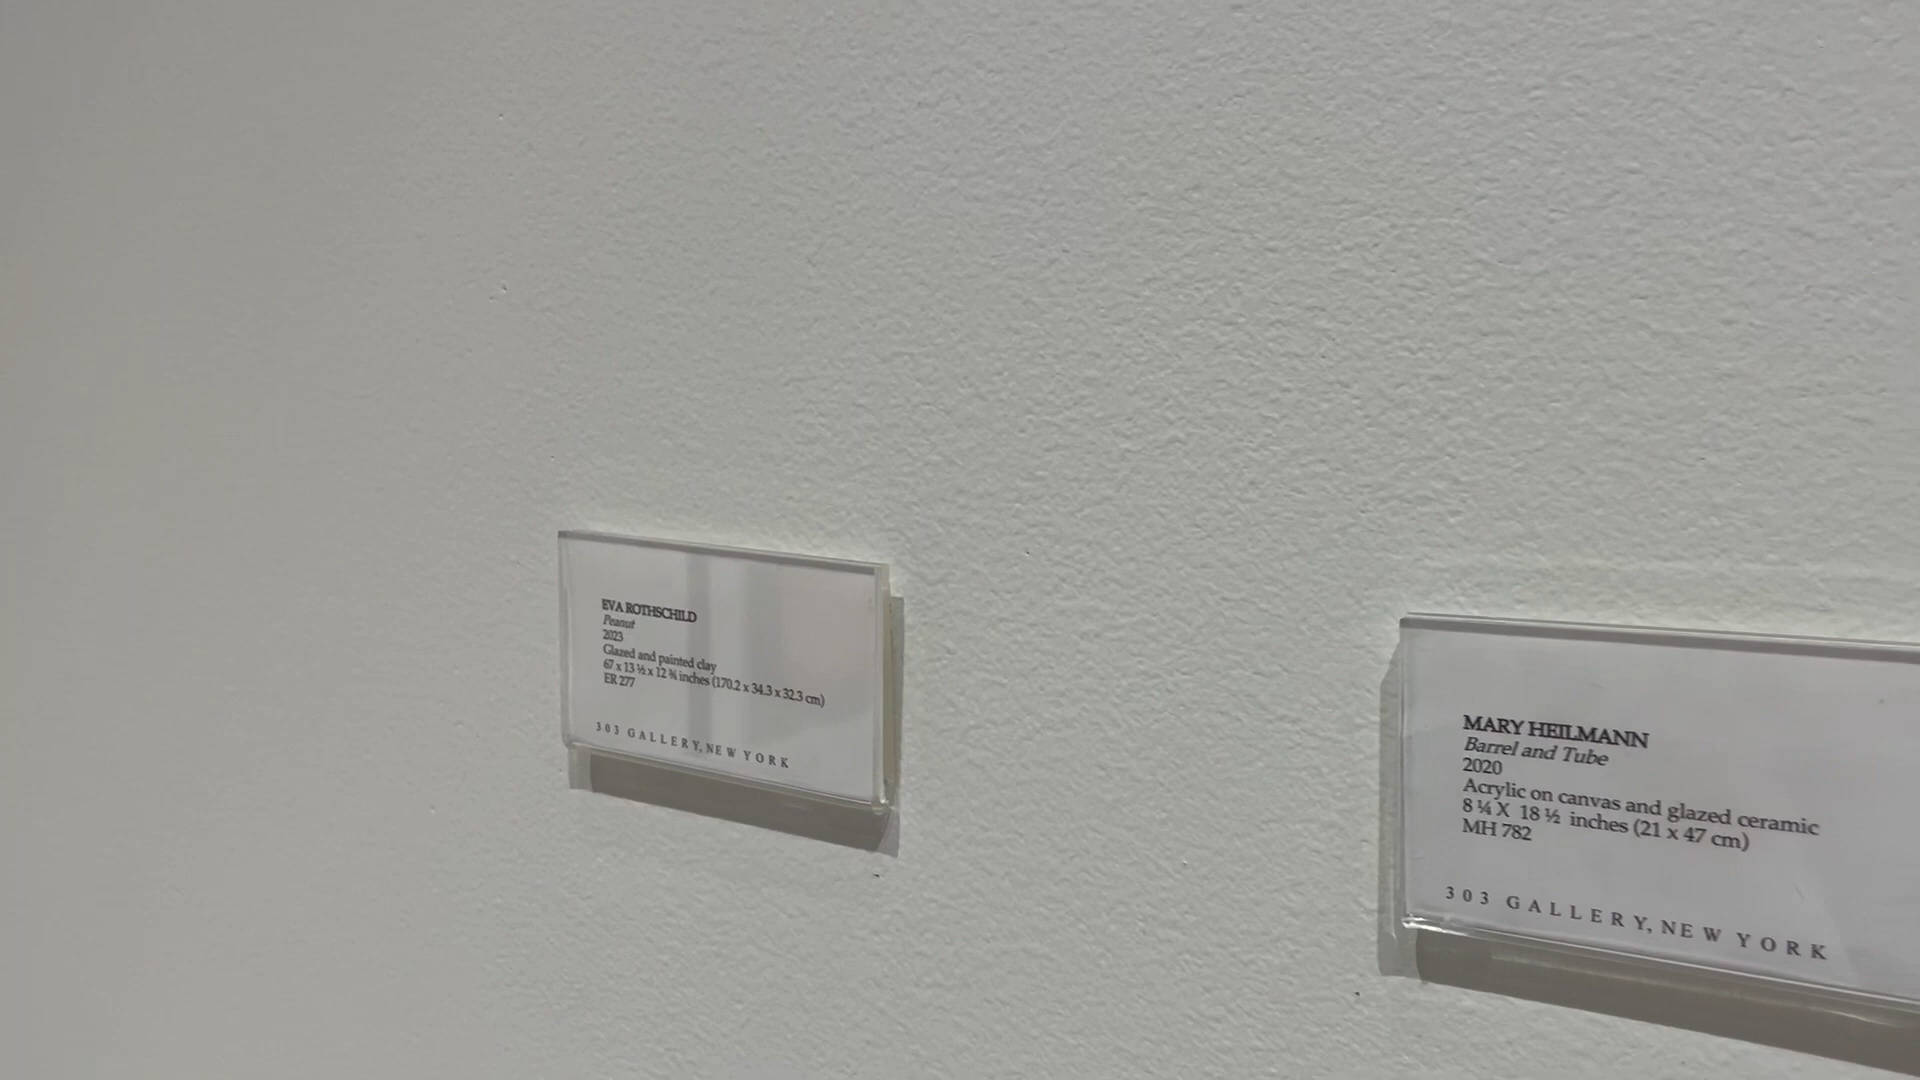 EVA ROTHSCHILD
Peanut
2023
Glazed and painted clay
67 x 13 ½ x 12 ¾ inches (170.2 x 34.3 x 32.3 cm)
ER 277
303 GALLERY, NEW YORK
MARY HEILMANN
Barrel and Tube
2020
Acrylic on canvas and glazed ceramic
8 ¼ X 18 ½ inches (21 x 47 cm)
MH 782
303 GALLERY, NEW YORK